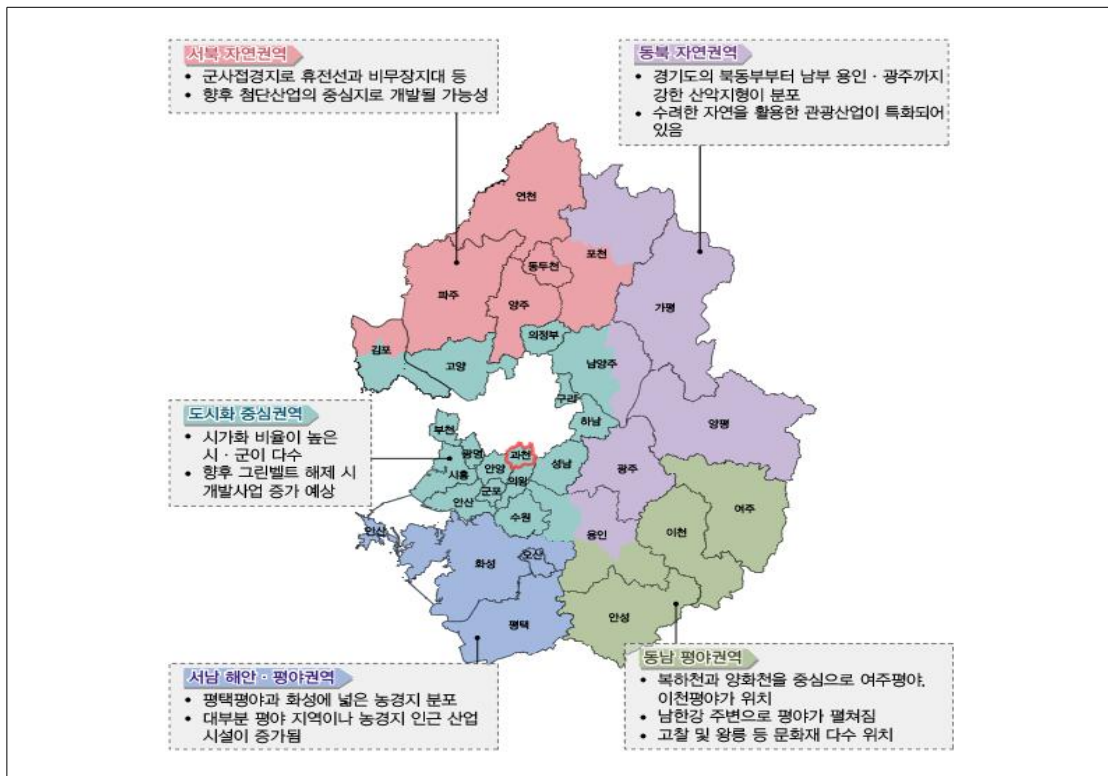 서북 자연권역
• 군사접경지로 휴전선과 비무장지대 등
• 향후 첨단산업의 중심지로 개발될 가능성
동북 자연권역
• 경기도의 북동부부터 남부 용인·광주까지
강한 산악지형이 분포
• 수려한 자연을 활용한 관광산업이 특화되어
있음
연천
포천
동두천
파주
양주
가평
의정부
김포
고양
남양주
구리
하남
양평
도시화 중심권역
• 시가화 비율이 높은
시·군이 다수
• 향후 그린벨트 해제 시
개발사업 증가 예상
부천
광명
과천
시흥
안양
의왕
성남
광주
군포
안산
수원
여주
이천
용인
안산
오산
화성
평택
안성
서남 해안·평야권역
• 평택평야과 화성에 넓은 농경지 분포
• 대부분 평야 지역이나 농경지 인근 산업
시설이 증가됨
동남 평야권역
• 복하천과 양화천을 중심으로 여주평야,
이천평야가 위치
• 남한강 주변으로 평야가 펼쳐짐
• 고찰 및 왕릉 등 문화재 다수 위치